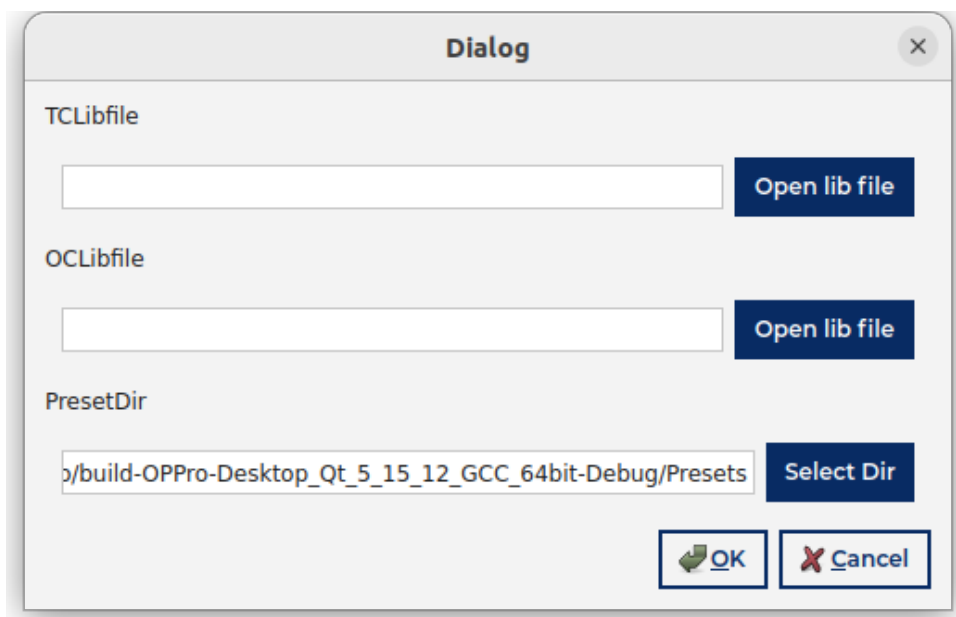 Dialog
TCLibfile
Open lib file
OCLibfile
Open lib file
PresetDir
/build-OPPro-Desktop_Qt_5_15_12_GCC_64bit-Debug/Presets
Select Dir
OK
Cancel